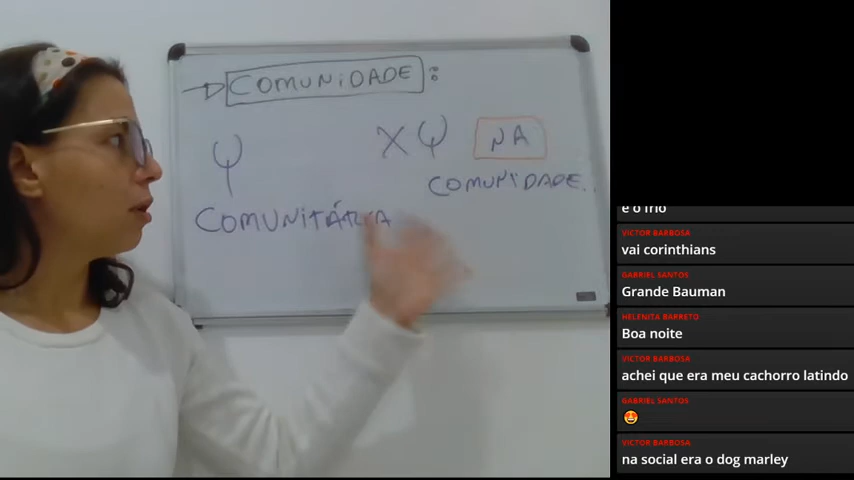 → COMUNIDADE:
Ψ
X Ψ NA
COMUNIDADE..
COMUNITÁRIA
e o frio
VICTOR BARBOSA
vai corinthians
GABRIEL SANTOS
Grande Bauman
HELENITA BARRETO
Boa noite
VICTOR BARBOSA
achei que era meu cachorro latindo
GABRIEL SANTOS
😍
VICTOR BARBOSA
na social era o dog marley